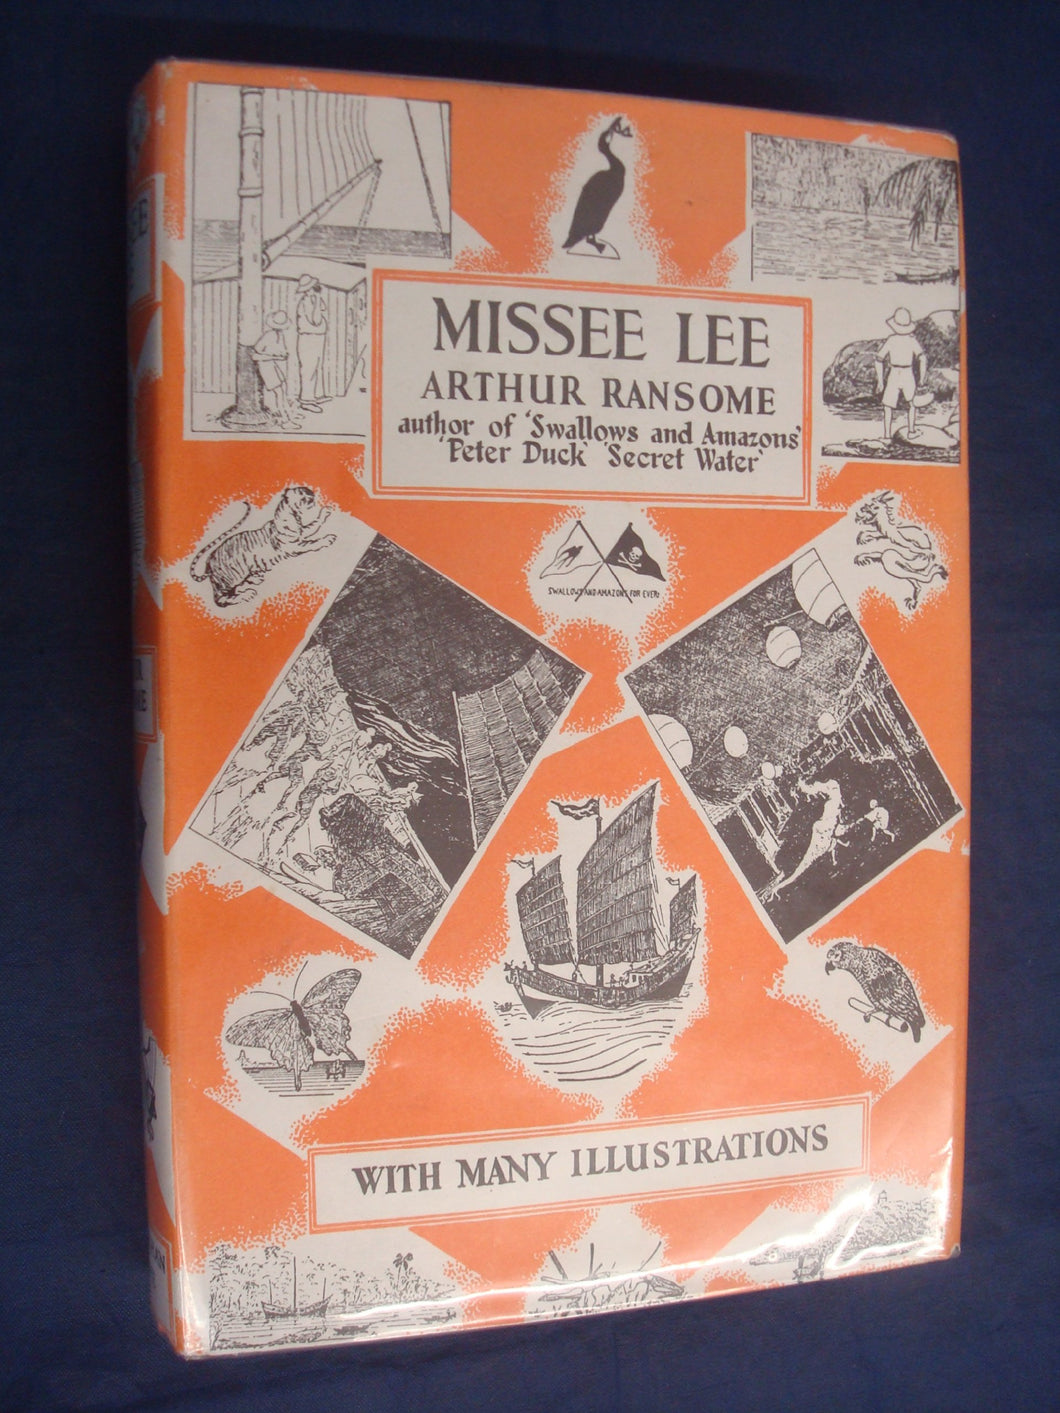 MISSEE LEE
ARTHUR RANSOME
author of 'Swallows and Amazons'
'Peter Duck' 'Secret Water'
SWALLOWS AND AMAZONS FOR EVER!
WITH MANY ILLUSTRATIONS